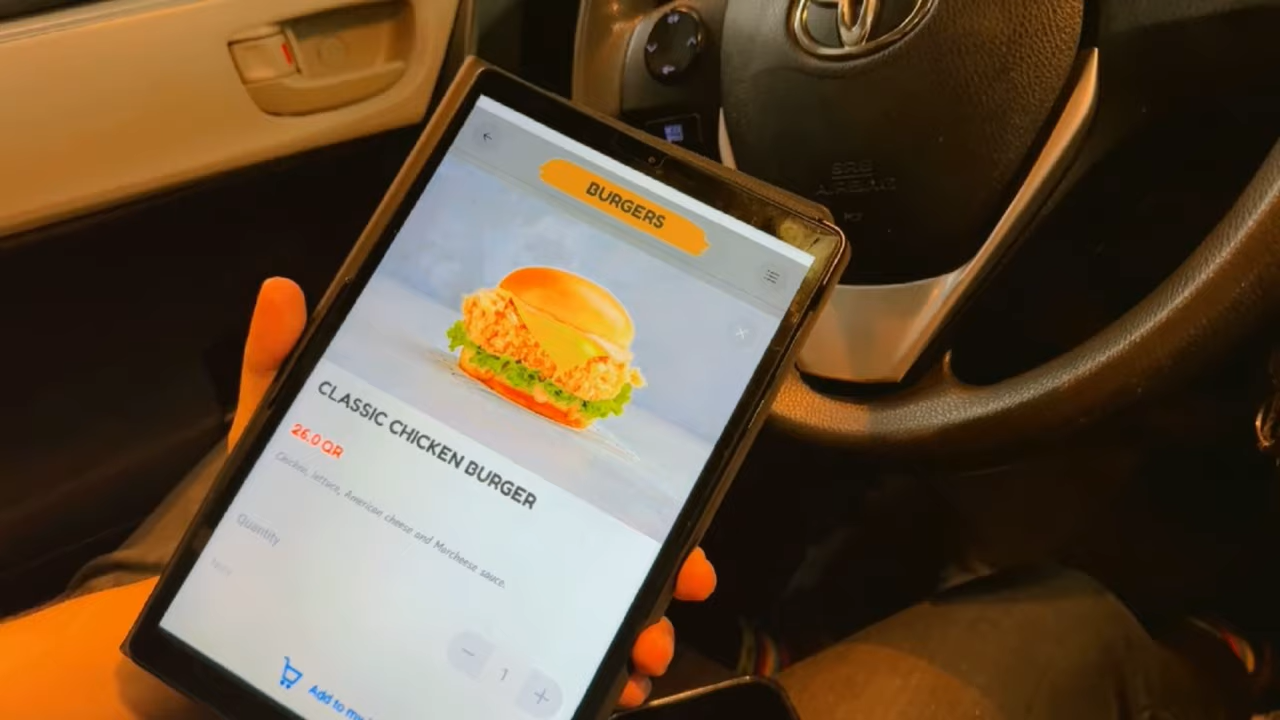 BURGERS
CLASSIC CHICKEN BURGER
26.0 QR
Chicken, lettuce, American cheese and Marcheese sauce.
Quantity
1
Add to my
SRS
AIRBAG